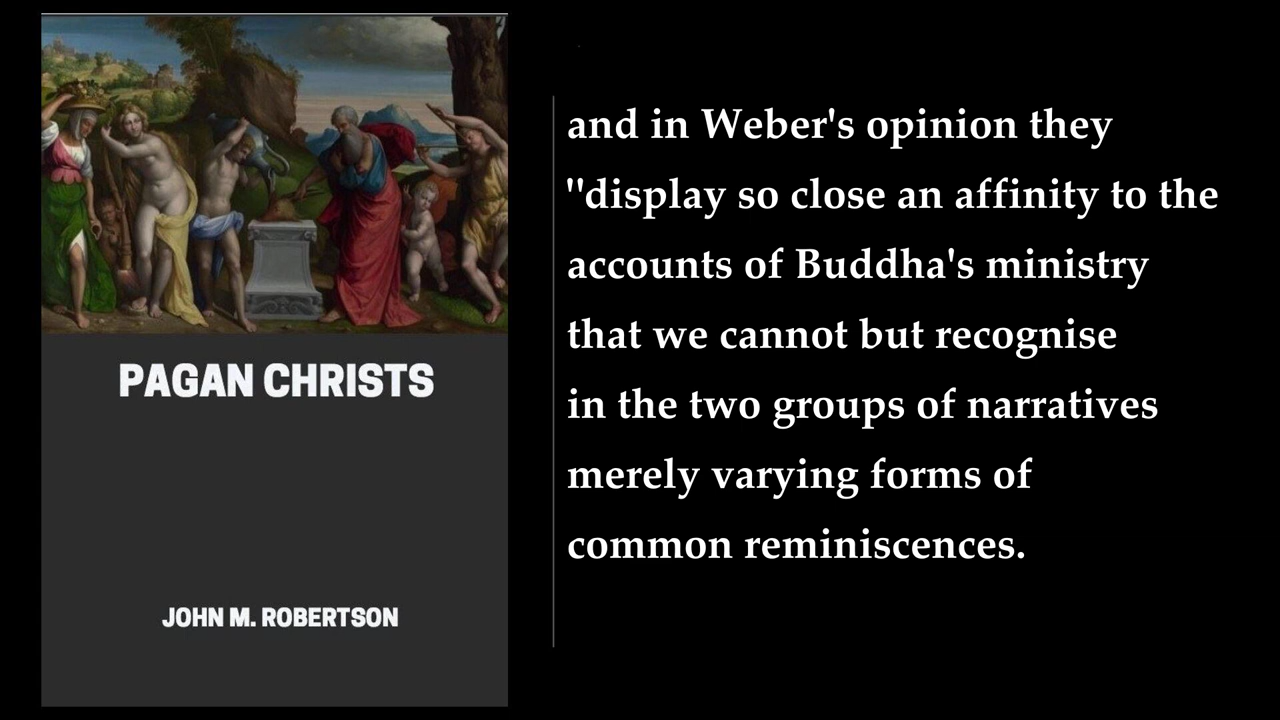 PAGAN CHRISTS
JOHN M. ROBERTSON
and in Weber's opinion they
"display so close an affinity to the
accounts of Buddha's ministry
that we cannot but recognise
in the two groups of narratives
merely varying forms of
common reminiscences.